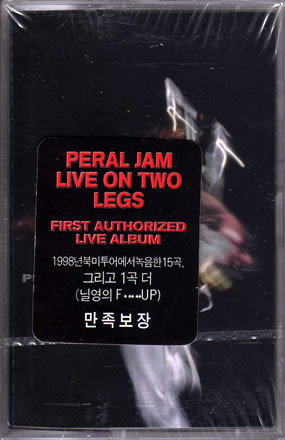 PERAL JAM
LIVE ON TWO
LEGS
FIRST AUTHORIZED
LIVE ALBUM
1998년북미투어에서녹음한15곡,
그리고 1곡 더
(닐영의 F****UP)
만족보장